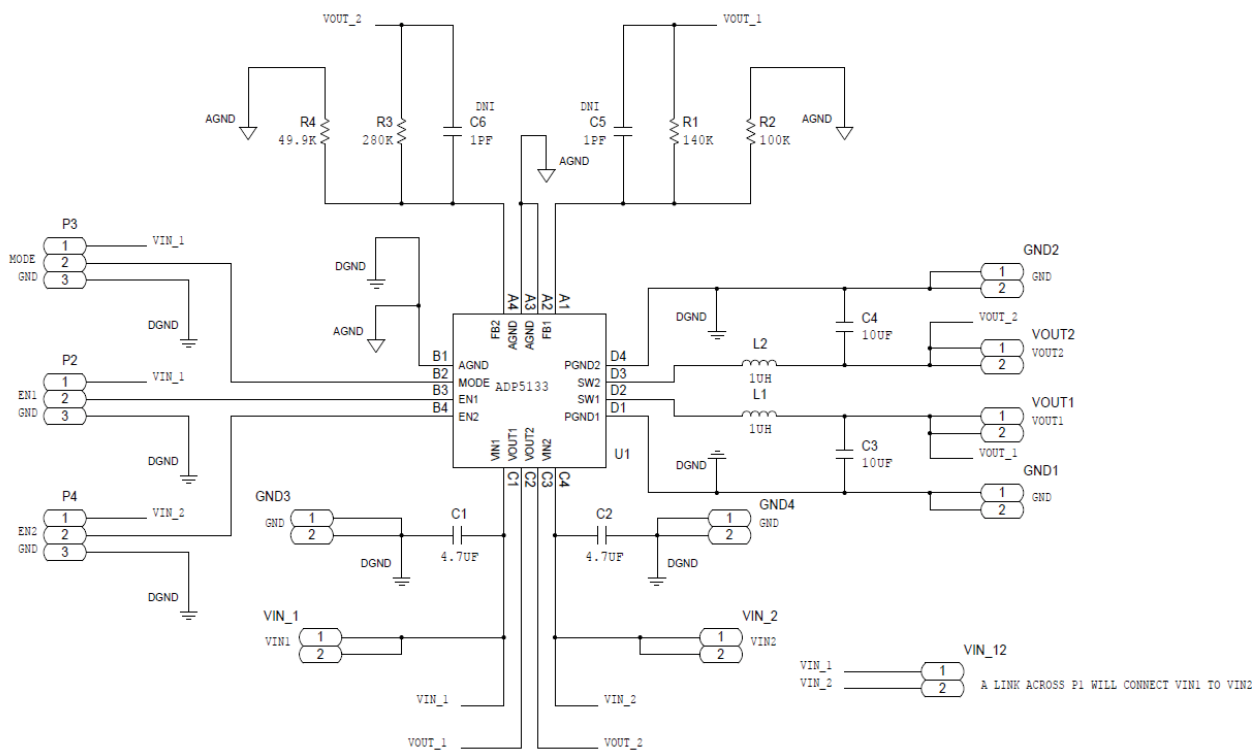 VOUT_2
VOUT_1
AGND
R4
49.9K
R3
280K
DNI
C6
1PF
DNI
C5
1PF
R1
140K
R2
100K
AGND
AGND
P3
1
2
3
MODE
GND
VIN_1
DGND
DGND
AGND
A4
A3
A2
A1
FB2
AGND
AGND
FB1
B1
B2
B3
B4
AGND
MODE
EN1
EN2
ADP5133
PGND2
SW2
SW1
PGND1
D4
D3
D2
D1
VIN1
VOUT1
VOUT2
VIN2
C1
C2
C3
C4
U1
GND2
1
2
GND
DGND
C4
10UF
VOUT_2
VOUT2
1
2
VOUT2
L2
1UH
L1
1UH
VOUT1
1
2
VOUT1
VOUT_1
DGND
C3
10UF
GND1
1
2
GND
P2
1
2
3
EN1
GND
VIN_1
DGND
P4
1
2
3
EN2
GND
VIN_2
DGND
GND3
GND
1
2
C1
4.7UF
DGND
C2
4.7UF
GND4
1
2
GND
DGND
VIN_1
VIN1
1
2
VIN_2
1
2
VIN2
VIN_1
VIN_2
VOUT_1
VOUT_2
VIN_12
VIN_1
VIN_2
1
2
A LINK ACROSS P1 WILL CONNECT VIN1 TO VIN2